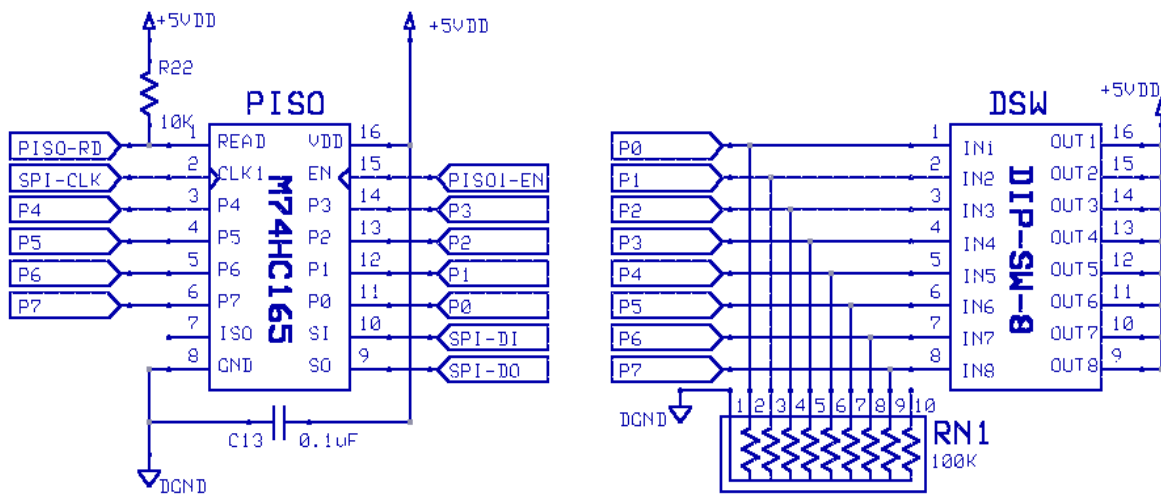 +5VDD
R22
10K
PISO
+5VDD
PISO-RD
SPI-CLK
P4
P5
P6
P7
1
2
3
4
5
6
7
8
READ
CLK1
P4
P5
P6
P7
ISO
GND
M74HC165
VDD
EN
P3
P2
P1
P0
SI
SO
16
15
14
13
12
11
10
9
PISO1-EN
P3
P2
P1
P0
SPI-DI
SPI-DO
C13
0.1uF
DGND
DSW
+5VDD
P0
P1
P2
P3
P4
P5
P6
P7
1
2
3
4
5
6
7
8
IN1
IN2
IN3
IN4
IN5
IN6
IN7
IN8
DIP-SW-8
OUT1
OUT2
OUT3
OUT4
OUT5
OUT6
OUT7
OUT8
16
15
14
13
12
11
10
9
DGND
1 2 3 4 5 6 7 8 9 10
RN1
100K